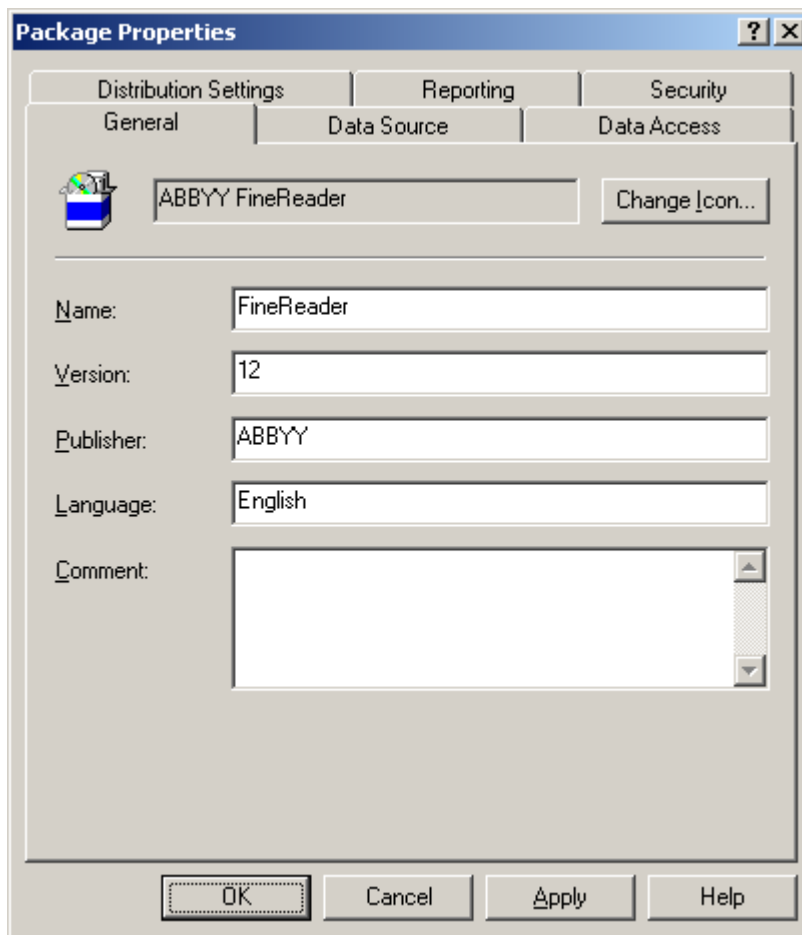 Package Properties
Distribution Settings Reporting Security
General Data Source Data Access
ABBYY FineReader Change Icon...
Name: FineReader
Version: 12
Publisher: ABBYY
Language: English
Comment:
OK Cancel Apply Help